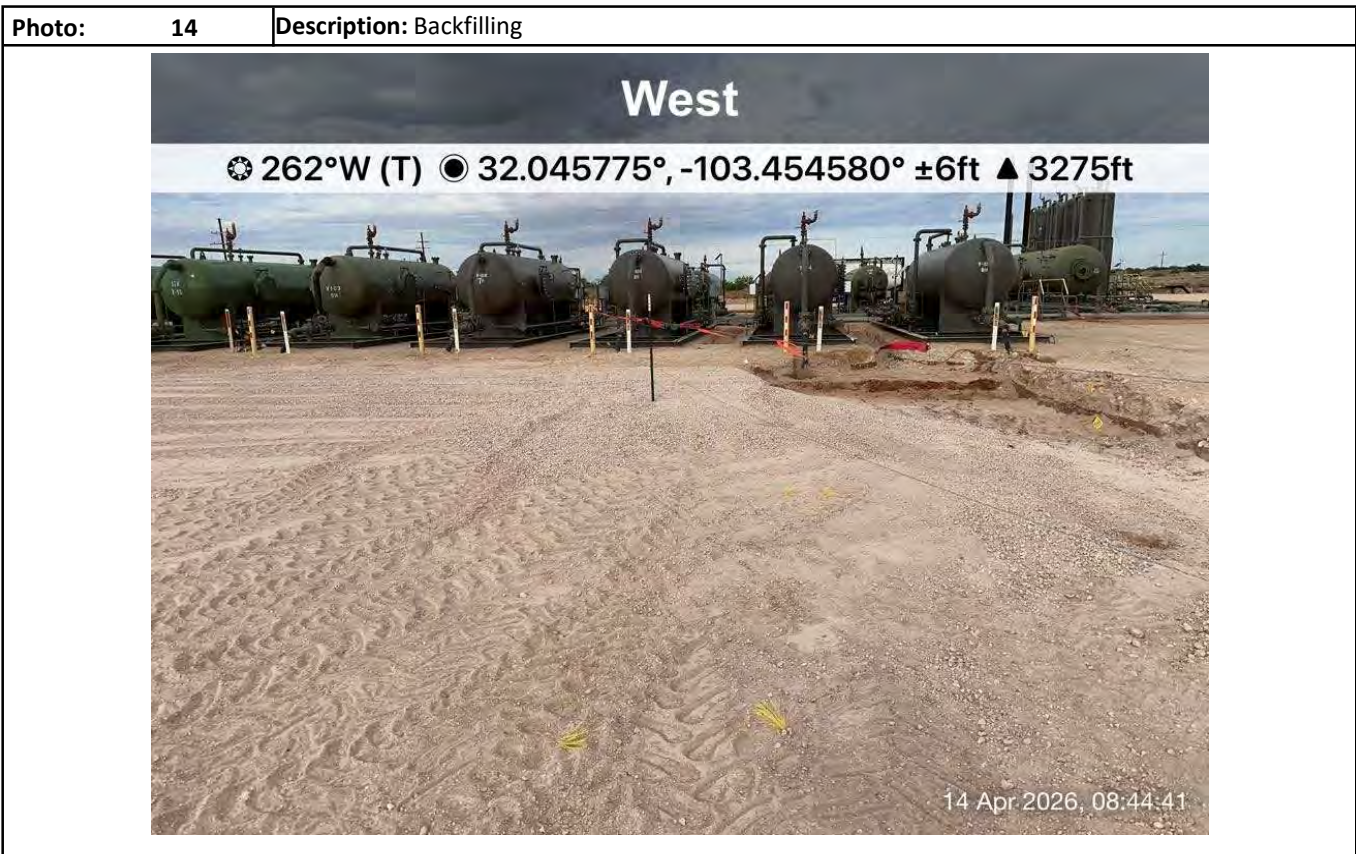 Photo: 14 Description: Backfilling
West
262°W (T) 32.045775°, -103.454580° ±6ft ▲ 3275ft
14 Apr 2026, 08:44:41